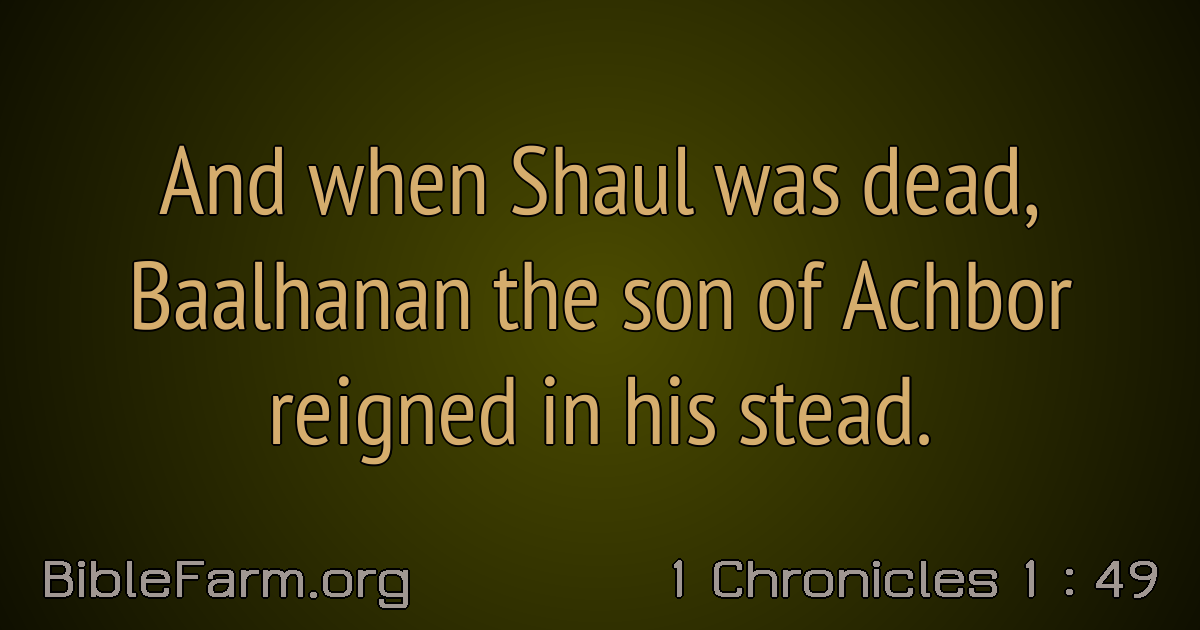 And when Shaul was dead,
Baalhanan the son of Achbor
reigned in his stead.
BibleFarm.org
1 Chronicles 1 : 49